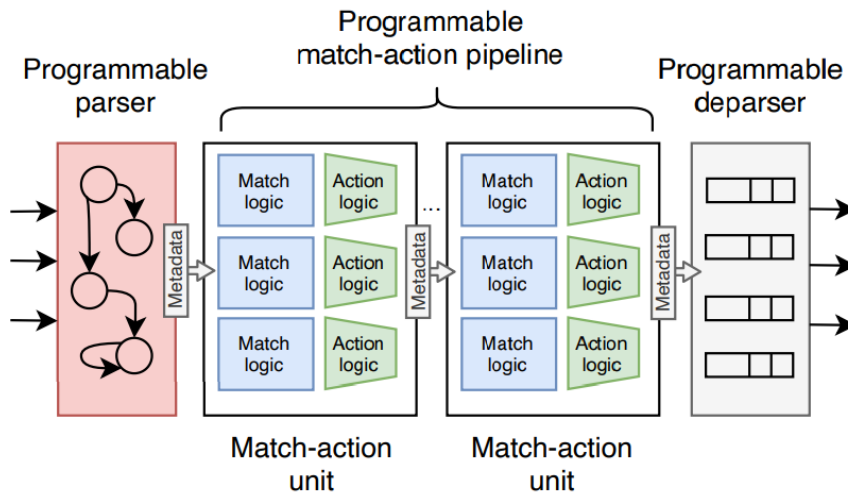 Programmable
match-action pipeline
Programmable
parser
Programmable
deparser
Metadata
Match
logic
Action
logic
Match
logic
Action
logic
Match
logic
Action
logic
...
Metadata
Match
logic
Action
logic
Match
logic
Action
logic
Match
logic
Action
logic
Metadata
Match-action
unit
Match-action
unit